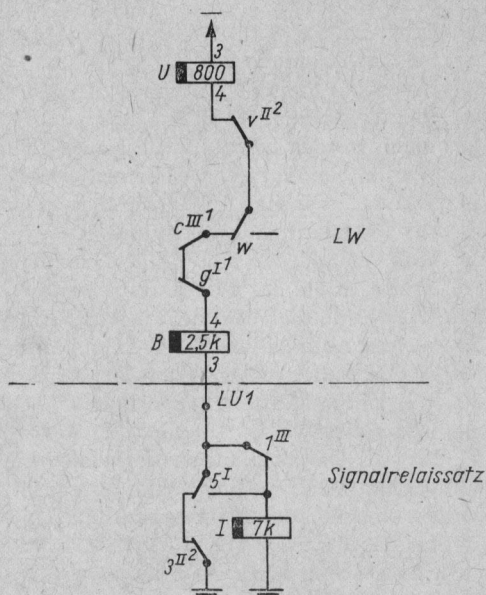 3
U 800
4
v^II2
c^III1
w
LW
g^I1
4
B 2,5k
3
LU1
1^III
5^I
Signalrelaissatz
I 7k
3^II2